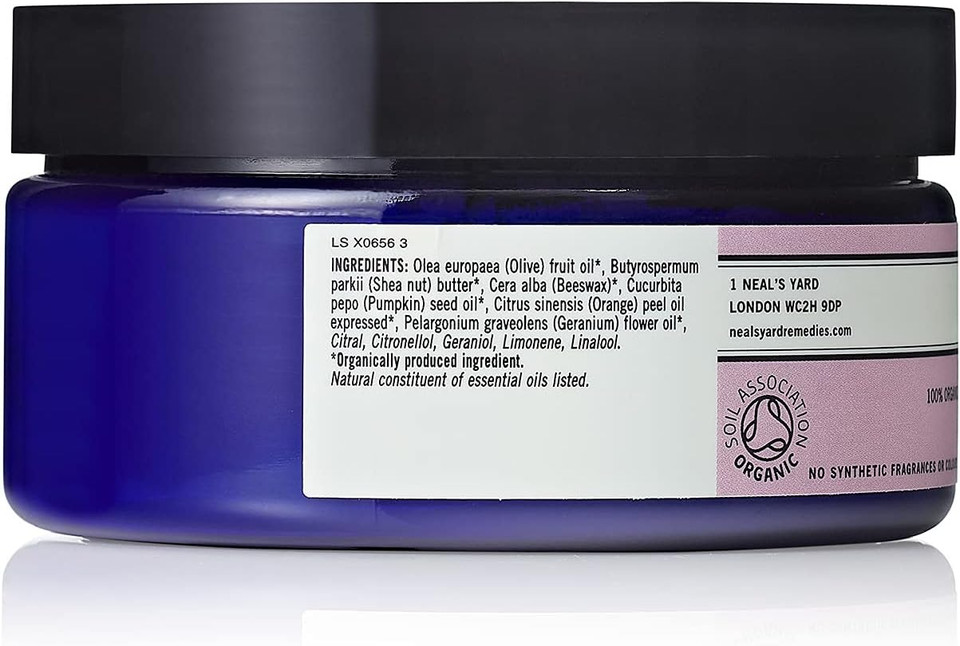 LS X0656 3
INGREDIENTS: Olea europaea (Olive) fruit oil*, Butyrospermum
parkii (Shea nut) butter*, Cera alba (Beeswax)*, Cucurbita
pepo (Pumpkin) seed oil*, Citrus sinensis (Orange) peel oil
expressed*, Pelargonium graveolens (Geranium) flower oil*,
Citral, Citronellol, Geraniol, Limonene, Linalool.
*Organically produced ingredient.
Natural constituent of essential oils listed.
1 NEAL'S YARD
LONDON WC2H 9DP
nealsyardremedies.com
100%
SOIL ASSOCIATION
ORGANIC
NO SYNTHETIC FRAGRANCES OR